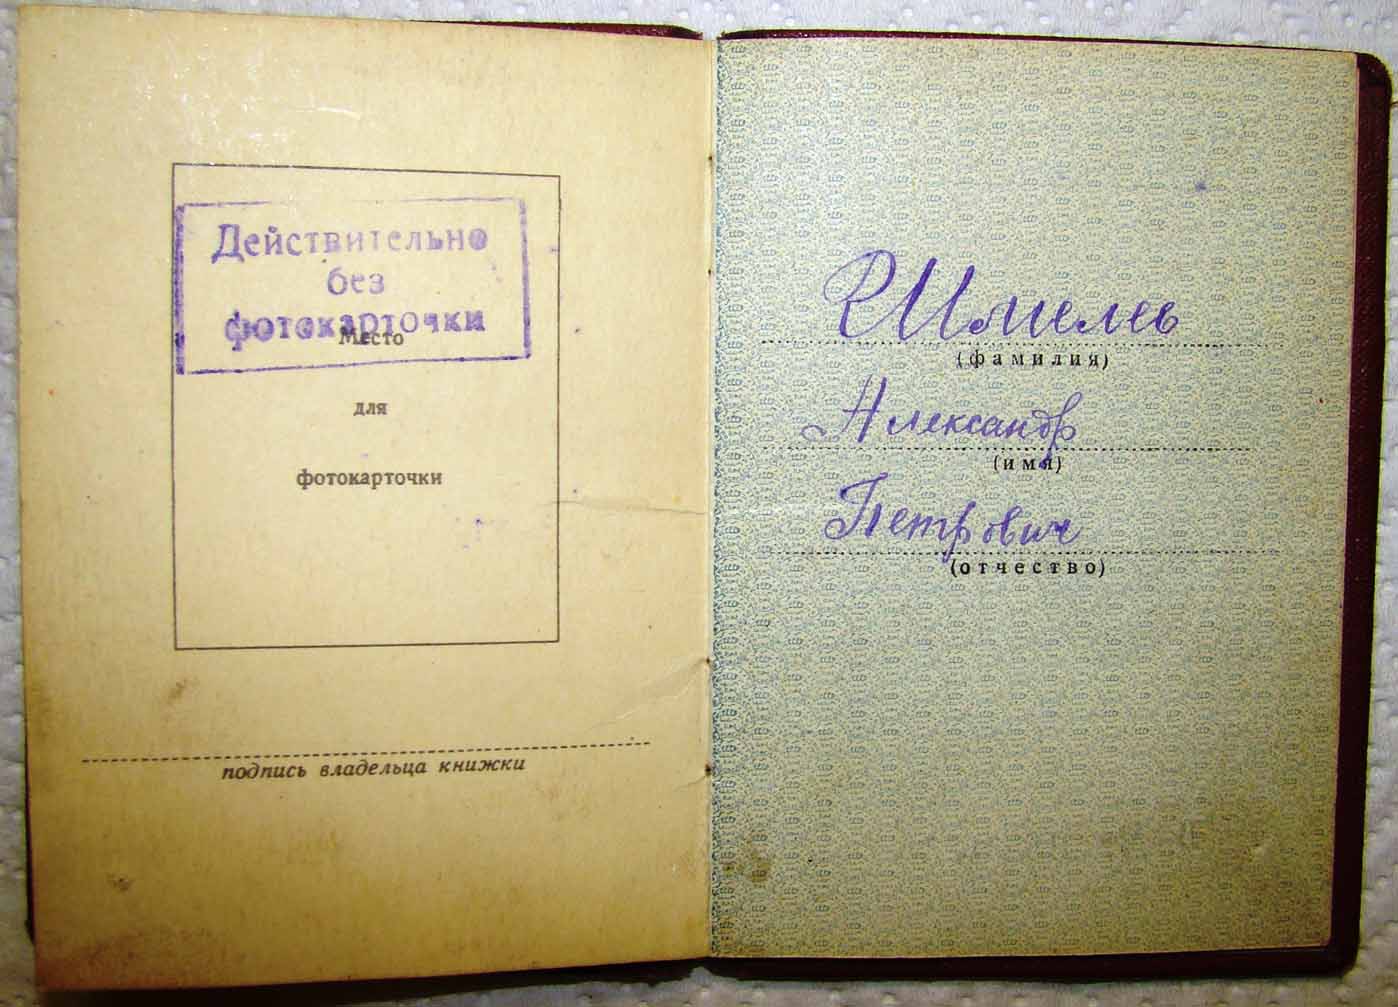 Действительно
без
фотокарточки
Место
для
фотокарточки
подпись владельца книжки
Шмелев
(фамилия)
Александр
(имя)
Петрович
(отчество)